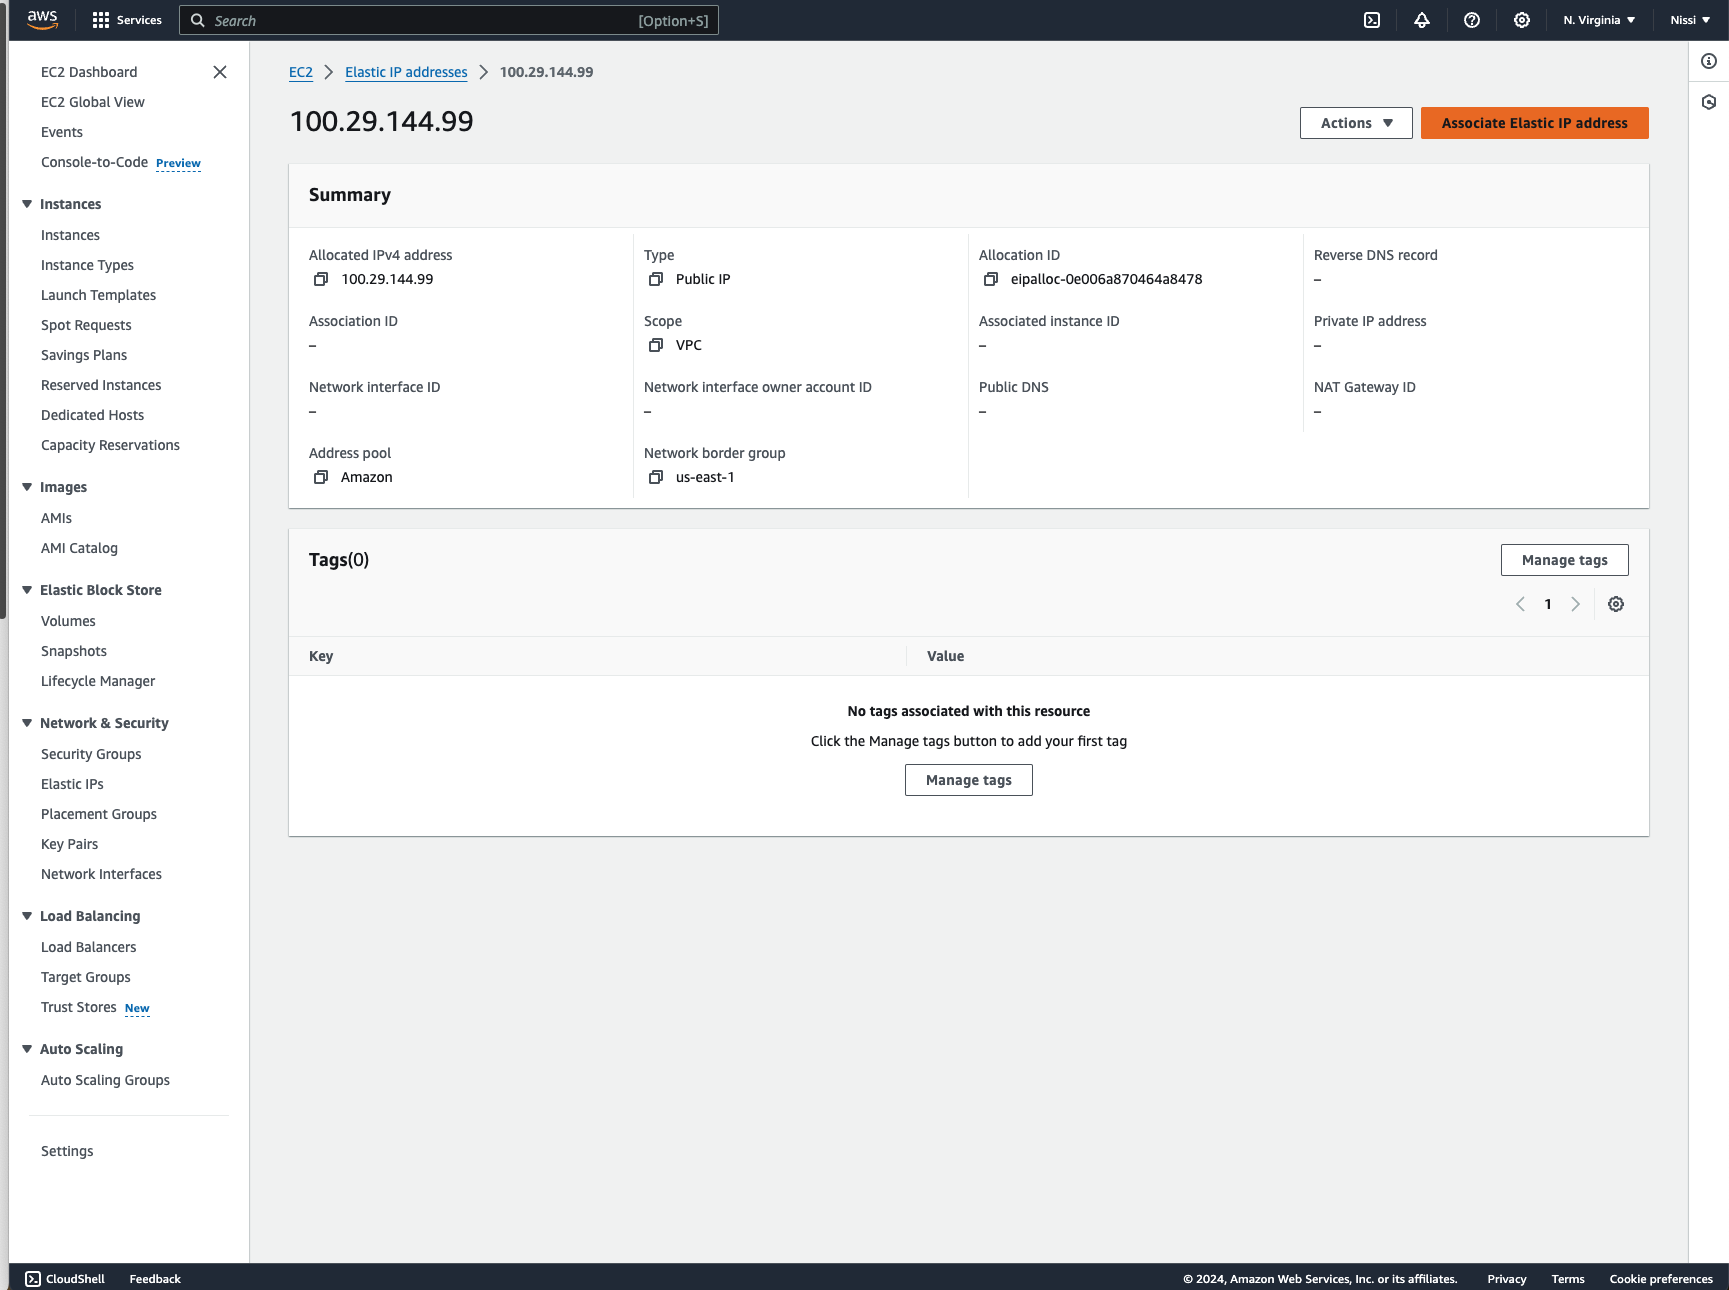 aws
Services
Search
[Option+S]
N. Virginia
Nissi
EC2 Dashboard
EC2 Global View
Events
Console-to-Code Preview
Instances
Instances
Instance Types
Launch Templates
Spot Requests
Savings Plans
Reserved Instances
Dedicated Hosts
Capacity Reservations
Images
AMIs
AMI Catalog
Elastic Block Store
Volumes
Snapshots
Lifecycle Manager
Network & Security
Security Groups
Elastic IPs
Placement Groups
Key Pairs
Network Interfaces
Load Balancing
Load Balancers
Target Groups
Trust Stores New
Auto Scaling
Auto Scaling Groups
Settings
EC2 > Elastic IP addresses > 100.29.144.99
100.29.144.99
Actions
Associate Elastic IP address
Summary
Allocated IPv4 address
100.29.144.99
Type
Public IP
Allocation ID
eipalloc-0e006a870464a8478
Reverse DNS record
–
Association ID
–
Scope
VPC
Associated instance ID
–
Private IP address
–
Network interface ID
–
Network interface owner account ID
–
Public DNS
–
NAT Gateway ID
–
Address pool
Amazon
Network border group
us-east-1
Tags(0)
Manage tags
1
Key
Value
No tags associated with this resource
Click the Manage tags button to add your first tag
Manage tags
CloudShell
Feedback
© 2024, Amazon Web Services, Inc. or its affiliates.
Privacy
Terms
Cookie preferences